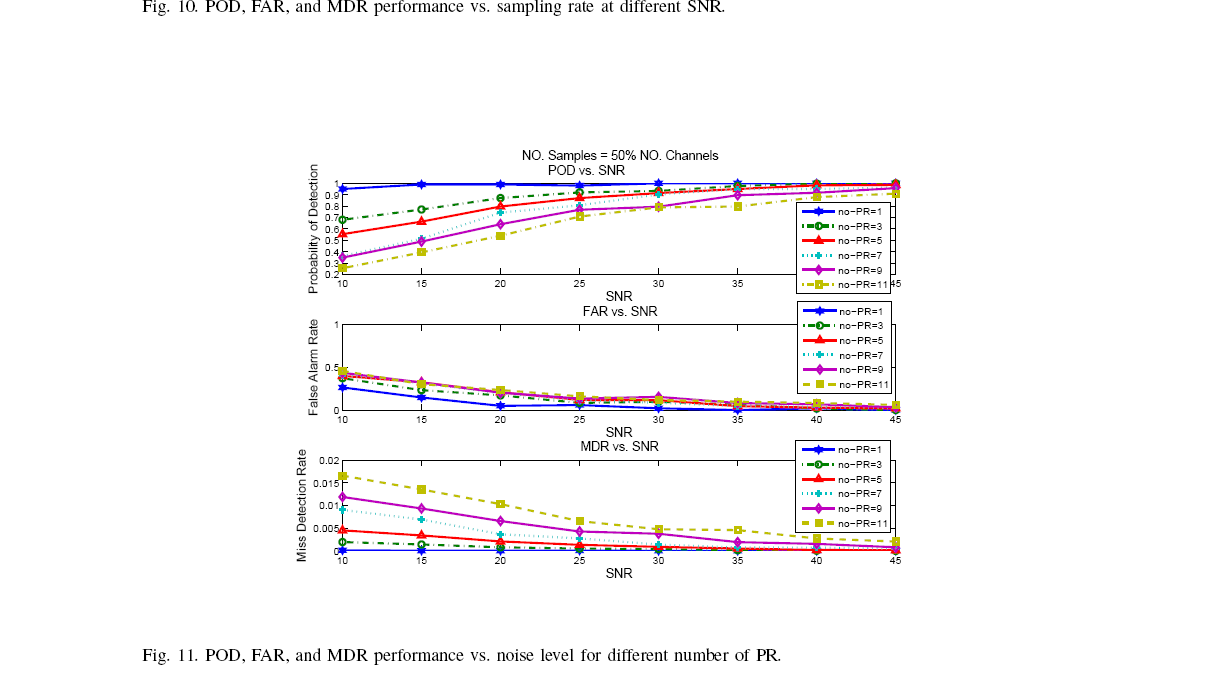 Fig. 10. POD, FAR, and MDR performance vs. sampling rate at different SNR.
NO. Samples = 50% NO. Channels
POD vs. SNR
Probability of Detection
1
0.9
0.8
0.7
0.6
0.5
0.4
0.3
0.2
10 15 20 25 30 35 45
no-PR=1
no-PR=3
no-PR=5
no-PR=7
no-PR=9
no-PR=11
SNR
FAR vs. SNR
False Alarm Rate
1
0.5
0
10 15 20 25 30 35 40 45
no-PR=1
no-PR=3
no-PR=5
no-PR=7
no-PR=9
no-PR=11
SNR
MDR vs. SNR
Miss Detection Rate
0.02
0.015
0.01
0.005
0
10 15 20 25 30 35 40 45
no-PR=1
no-PR=3
no-PR=5
no-PR=7
no-PR=9
no-PR=11
SNR
Fig. 11. POD, FAR, and MDR performance vs. noise level for different number of PR.